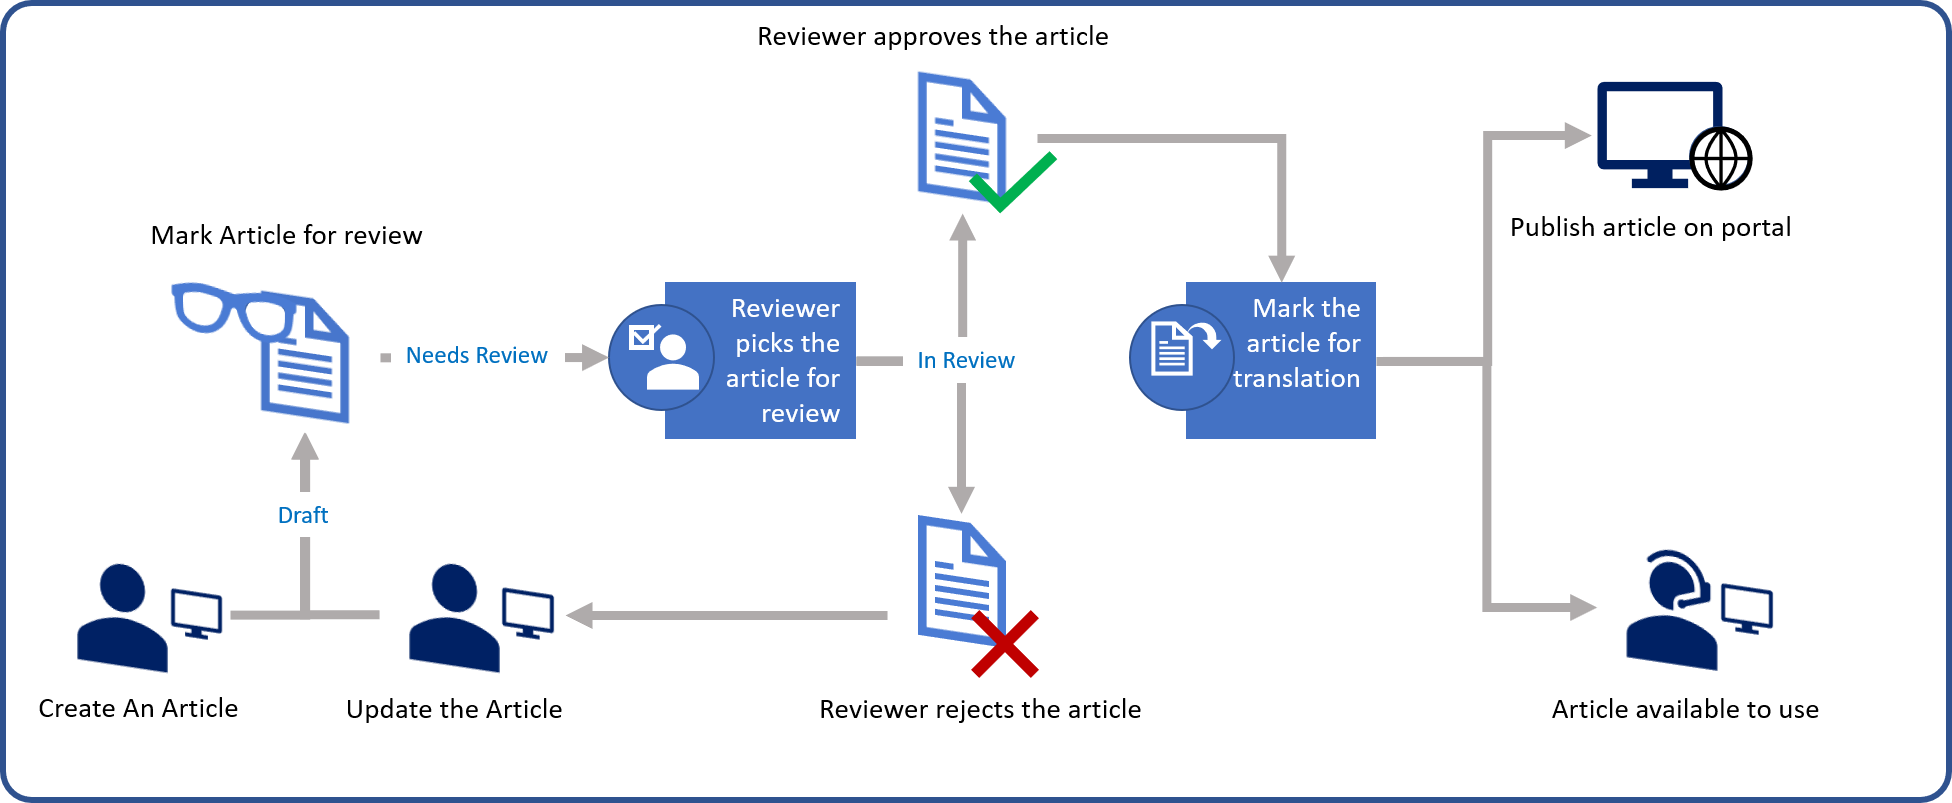 Reviewer approves the article
Mark Article for review
Publish article on portal
Needs Review
Reviewer
picks the
article for
review
In Review
Mark the
article for
translation
Draft
Create An Article
Update the Article
Reviewer rejects the article
Article available to use